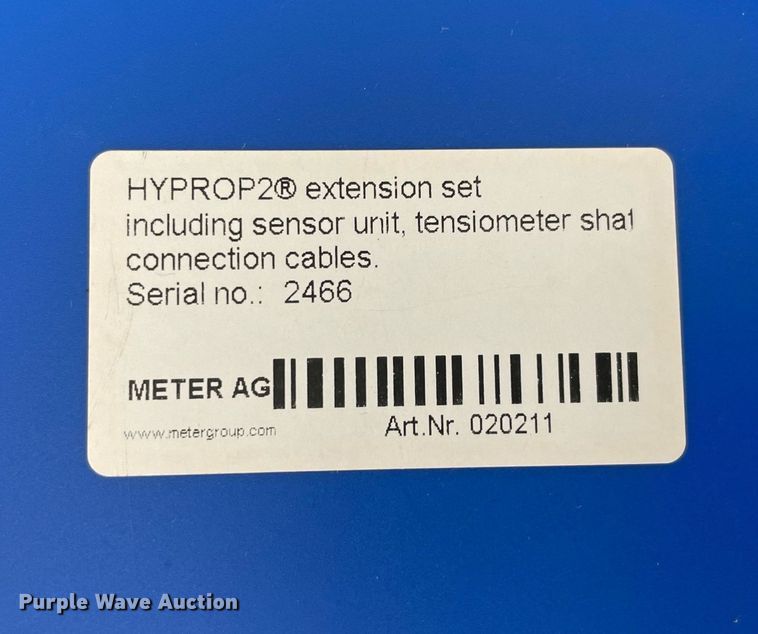 HYPROP2® extension set
including sensor unit, tensiometer shaf
connection cables.
Serial no.: 2466
METER AG
www.metergroup.com
Art.Nr. 020211
Purple Wave Auction